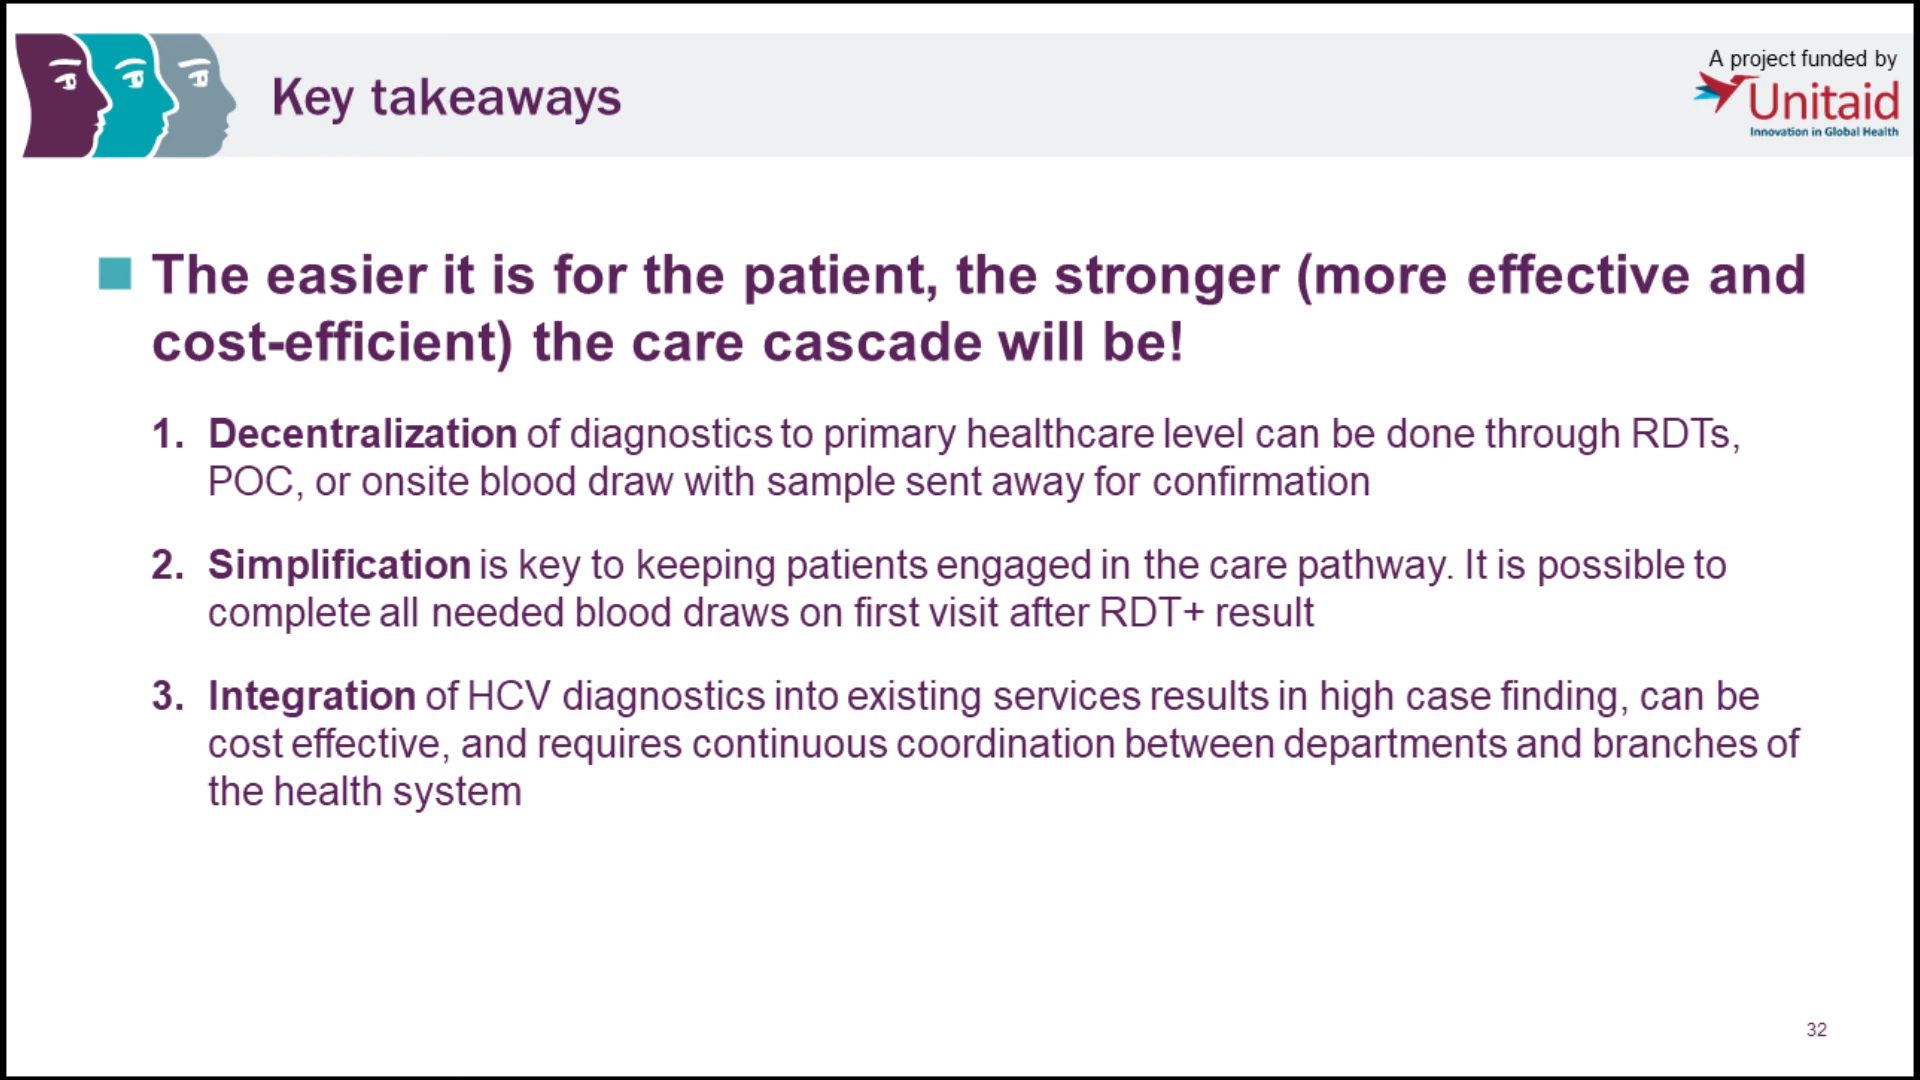 Key takeaways
A project funded by
Unitaid
Innovation in Global Health
The easier it is for the patient, the stronger (more effective and
cost-efficient) the care cascade will be!
1. Decentralization of diagnostics to primary healthcare level can be done through RDTs,
POC, or onsite blood draw with sample sent away for confirmation
2. Simplification is key to keeping patients engaged in the care pathway. It is possible to
complete all needed blood draws on first visit after RDT+ result
3. Integration of HCV diagnostics into existing services results in high case finding, can be
cost effective, and requires continuous coordination between departments and branches of
the health system
32